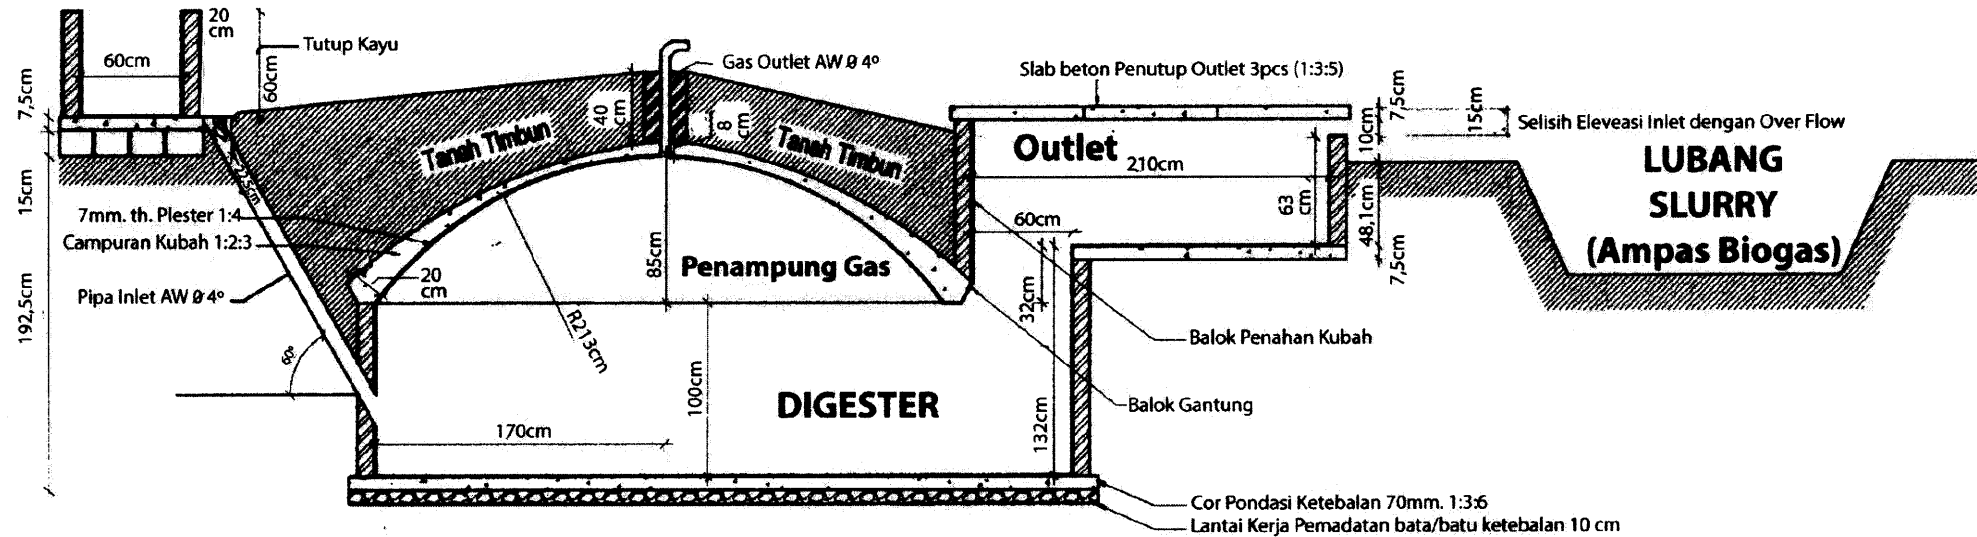 20
cm
Tutup Kayu
60cm
60cm
7,5cm
15cm
192,5cm
Gas Outlet AW Ø 4º
40
cm
8
cm
Tanah Timbun
Tanah Timbun
Slab beton Penutup Outlet 3pcs (1:3:5)
7,5cm
10cm
15cm
Selisih Eleveasi Inlet dengan Over Flow
Outlet
210cm
LUBANG
SLURRY
(Ampas Biogas)
63
cm
48,1cm
7,5cm
60cm
7mm. th. Plester 1:4
Campuran Kubah 1:2:3
20
cm
Pipa Inlet AW Ø 4º
60º
85cm
Penampung Gas
R213cm
32cm
Balok Penahan Kubah
100cm
DIGESTER
132cm
Balok Gantung
170cm
Cor Pondasi Ketebalan 70mm. 1:3:6
Lantai Kerja Pemadatan bata/batu ketebalan 10 cm